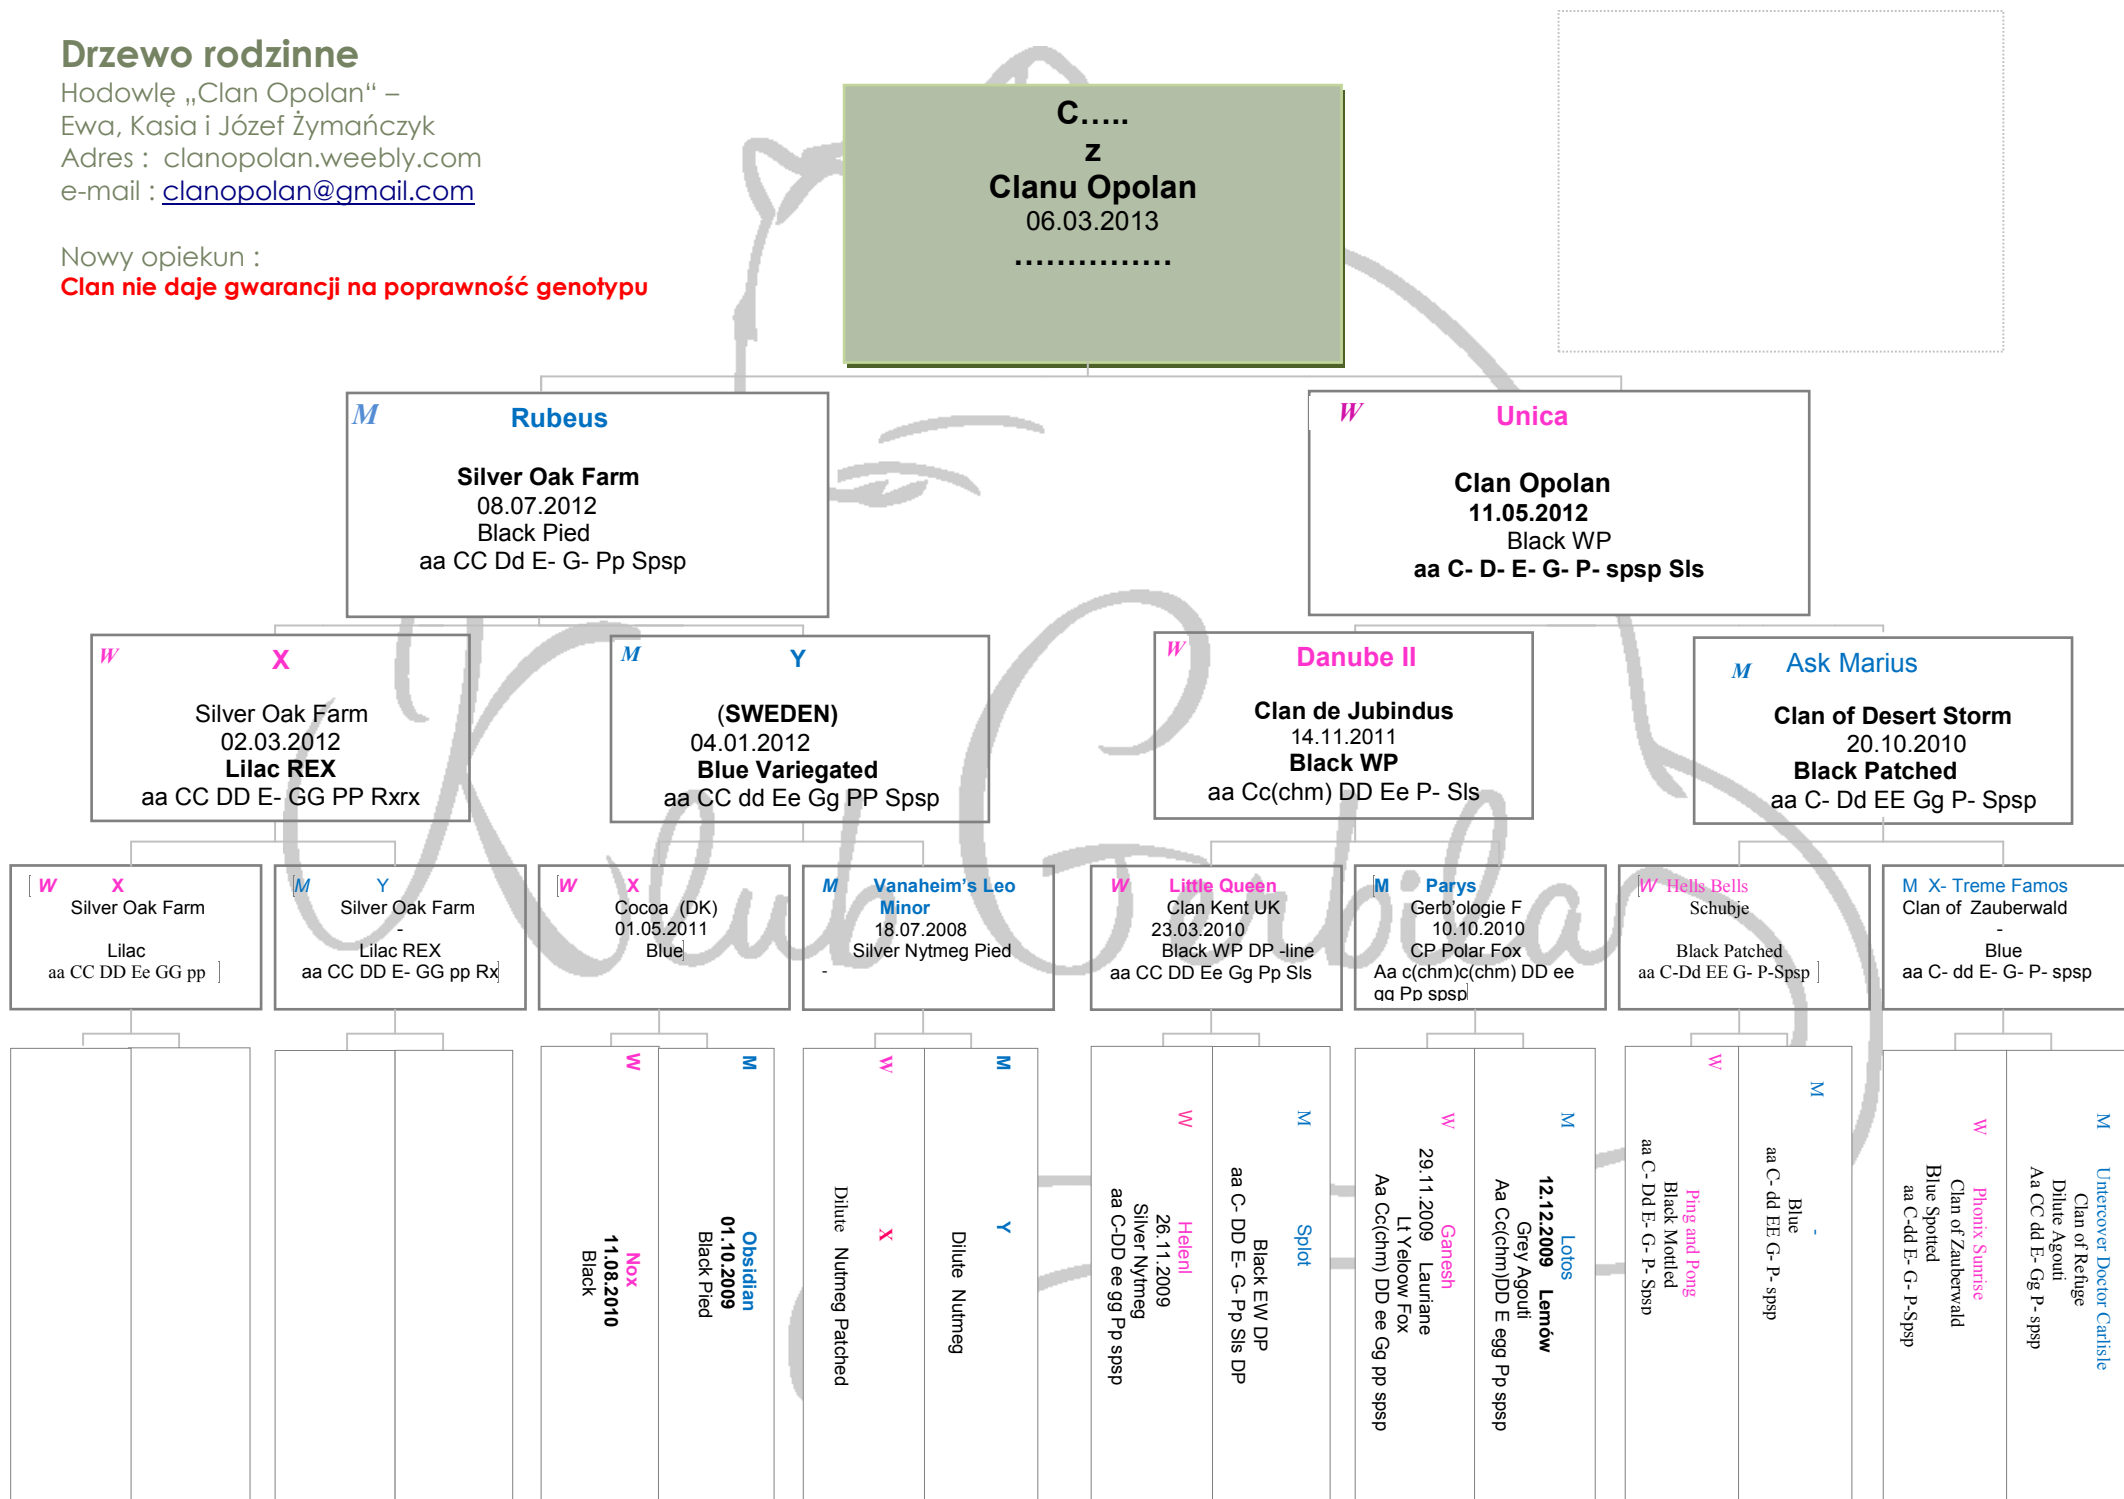 Drzewo rodzinne
Hodowlę „Clan Opolan“ –
Ewa, Kasia i Józef Żymańczyk
Adres : clanopolan.weebly.com
e-mail : clanopolan@gmail.com
Nowy opiekun :
Clan nie daje gwarancji na poprawność genotypu
C…..
z
Clanu Opolan
06.03.2013
……………
M Rubeus
Silver Oak Farm
08.07.2012
Black Pied
aa CC Dd E- G- Pp Spsp
W Unica
Clan Opolan
11.05.2012
Black WP
aa C- D- E- G- P- spsp Sls
W X
Silver Oak Farm
02.03.2012
Lilac REX
aa CC DD E- GG PP Rxrx
M Y
(SWEDEN)
04.01.2012
Blue Variegated
aa CC dd Ee Gg PP Spsp
W Danube II
Clan de Jubindus
14.11.2011
Black WP
aa Cc(chm) DD Ee P- Sls
M Ask Marius
Clan of Desert Storm
20.10.2010
Black Patched
aa C- Dd EE Gg P- Spsp
Klub Gerbila
W X
Silver Oak Farm
Lilac
aa CC DD Ee GG pp
M Y
Silver Oak Farm
-
Lilac REX
aa CC DD E- GG pp Rx
W X
Cocoa (DK)
01.05.2011
Blue
M Vanaheim's Leo
Minor
18.07.2008
Silver Nytmeg Pied
-
W Little Queen
Clan Kent UK
23.03.2010
Black WP DP -line
aa CC DD Ee Gg Pp Sls
M Parys
Gerb'ologie F
10.10.2010
CP Polar Fox
Aa c(chm)c(chm) DD ee
gg Pp spsp
W Hells Bells
Schubje
Black Patched
aa C-Dd EE G- P-Spsp
M X- Treme Famos
Clan of Zauberwald
-
Blue
aa C- dd E- G- P- spsp
W
Nox
11.08.2010
Black
M
Obsidian
01.10.2009
Black Pied
W
X
Dilute Nutmeg Patched
M
Y
Dilute Nutmeg
W
Helenl
26.11.2009
Silver Nytmeg
aa C-DD ee gg Pp spsp
M
Splot
Black EW DP
aa C- DD E- G- Pp Sls DP
W
Ganesh
29.11.2009 Lauriane
Lt Yeloow Fox
Aa Cc(chm) DD ee Gg pp spsp
M
Lotos
12.12.2009 Lemów
Grey Agouti
Aa Cc(chm)DD E egg Pp spsp
W
Ping and Pong
Black Mottled
aa C- Dd E- G- P- Spsp
M
-
Blue
aa C- dd EE G- P- spsp
W
Phonix Sunrise
Clan of Zauberwald
Blue Spotted
aa C-dd E- G- P-Spsp
M
Untercover Doctor Carlisle
Clan of Refuge
Dilute Agouti
Aa CC dd E- Gg P- spsp